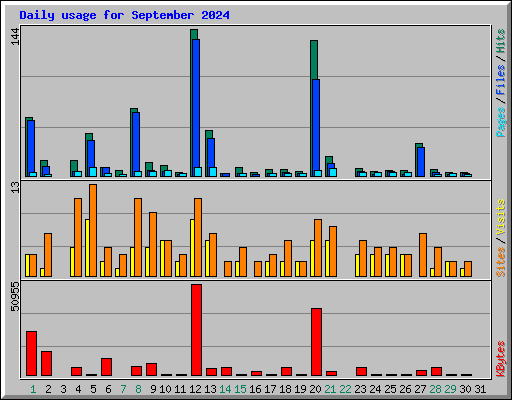 Daily usage for September 2024
144
Pages / Files / Hits
13
Sites / Visits
50955
KBytes
1 2 3 4 5 6 7 8 9 10 11 12 13 14 15 16 17 18 19 20 21 22 23 24 25 26 27 28 29 30 31